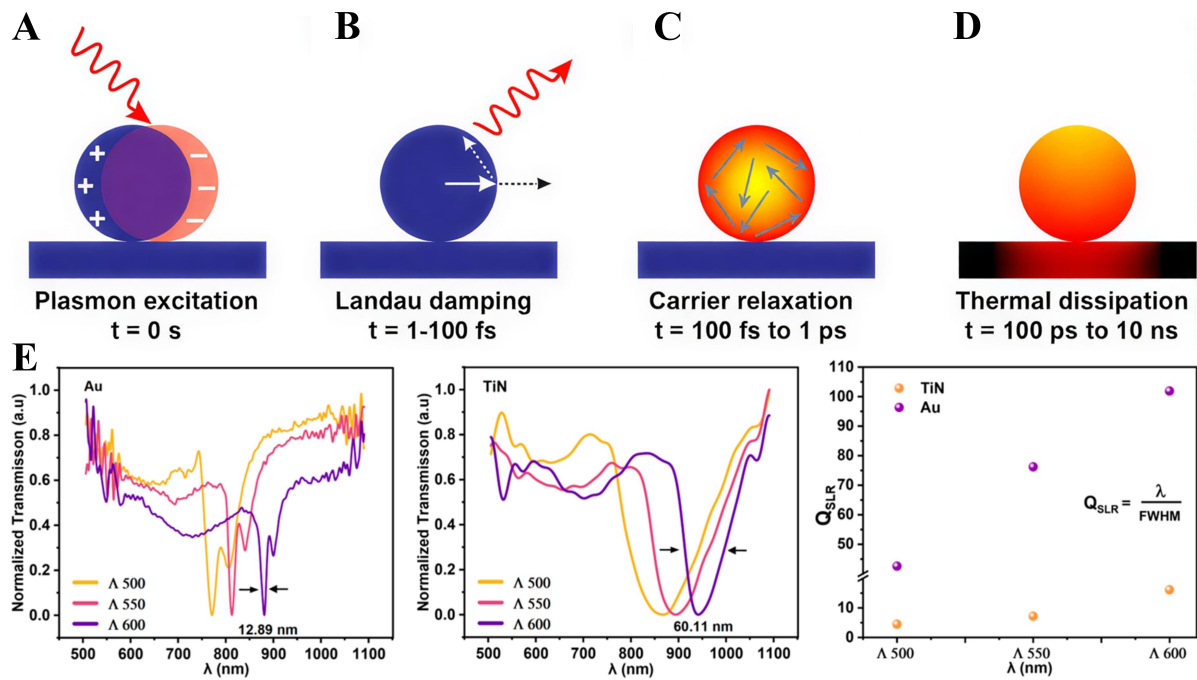 A
B
C
D
+
+
+
−
−
−
Plasmon excitation
t = 0 s
Landau damping
t = 1-100 fs
Carrier relaxation
t = 100 fs to 1 ps
Thermal dissipation
t = 100 ps to 10 ns
E
Normalized Transmission (a.u)
1.0
0.8
0.6
0.4
0.2
0.0
Au
Λ 500
Λ 550
Λ 600
12.89 nm
500 600 700 800 900 1000 1100
λ (nm)
Normalized Transmisson (a.u)
1.0
0.8
0.6
0.4
0.2
0.0
TiN
Λ 500
Λ 550
Λ 600
60.11 nm
500 600 700 800 900 1000 1100
λ (nm)
QSLR
110
100
90
80
70
60
50
10
0
TiN
Au
QSLR = λ / FWHM
Λ 500 Λ 550 Λ 600
λ (nm)